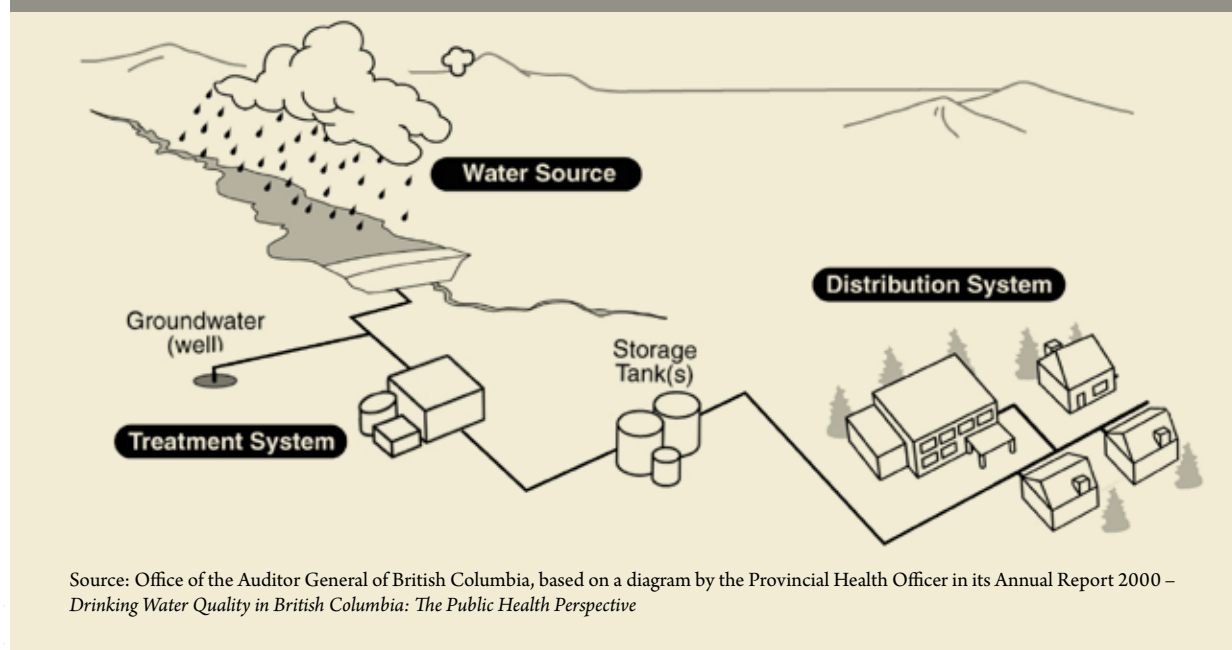 Water Source
Distribution System
Groundwater
(well)
Storage
Tank(s)
Treatment System
Source: Office of the Auditor General of British Columbia, based on a diagram by the Provincial Health Officer in its Annual Report 2000 –
Drinking Water Quality in British Columbia: The Public Health Perspective